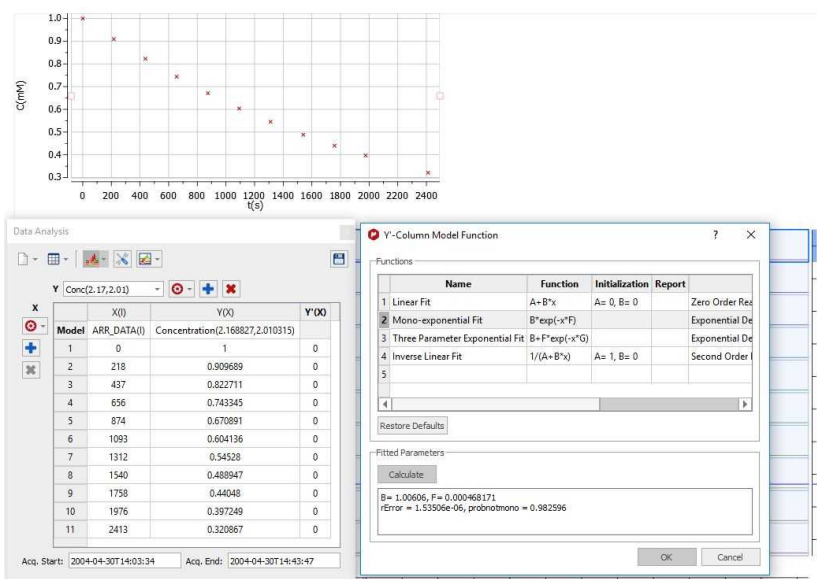 1.0
0.9
0.8
0.7
0.6
0.5
0.4
0.3
C(mM)
0 200 400 600 800 1000 1200 1400 1600 1800 2000 2200 2400
t(s)
Data Analysis
Y Conc(2.17,2.01)
X
X(I) Y(X) Y'(X)
Model ARR_DATA(I) Concentration(2.168827,2.010315)
1 0 1 0
2 218 0.909689 0
3 437 0.822711 0
4 656 0.743345 0
5 874 0.670891 0
6 1093 0.604136 0
7 1312 0.54528 0
8 1540 0.488947 0
9 1758 0.44048 0
10 1976 0.397249 0
11 2413 0.320867 0
Acq. Start: 2004-04-30T14:03:34 Acq. End: 2004-04-30T14:43:47
Y'-Column Model Function ? ×
Functions
Name Function Initialization Report
1 Linear Fit A+B*x A= 0, B= 0 Zero Order Rea
2 Mono-exponential Fit B*exp(-x*F) Exponential De
3 Three Parameter Exponential Fit B+F*exp(-x*G) Exponential De
4 Inverse Linear Fit 1/(A+B*x) A= 1, B= 0 Second Order
5
Restore Defaults
Fitted Parameters
Calculate
B= 1.00606, F= 0.000468171
rError = 1.53506e-06, probnotmono = 0.982596
OK Cancel